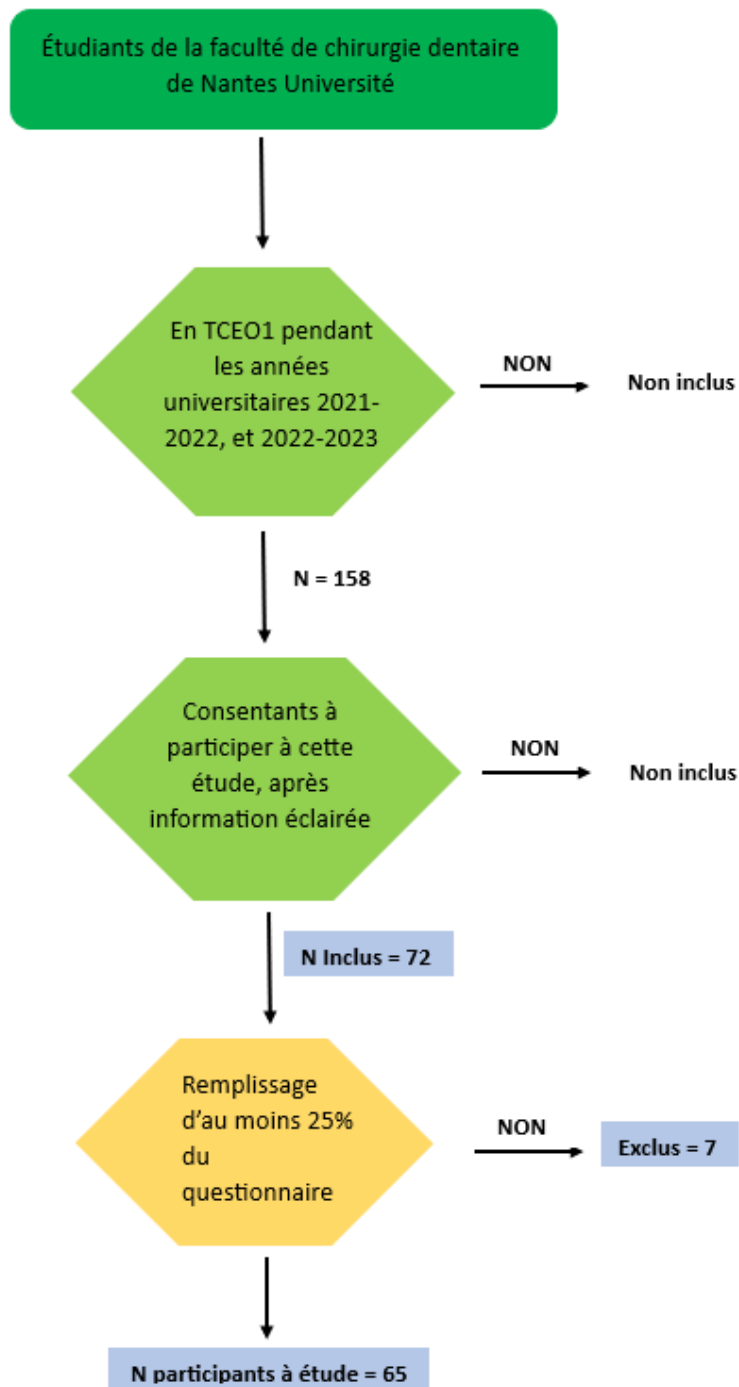 Étudiants de la faculté de chirurgie dentaire
de Nantes Université
En TCEO1 pendant
les années
universitaires 2021-
2022, et 2022-2023
NON
Non inclus
N = 158
Consentants à
participer à cette
étude, après
information éclairée
NON
Non inclus
N Inclus = 72
Remplissage
d'au moins 25%
du
questionnaire
NON
Exclus = 7
N participants à étude = 65